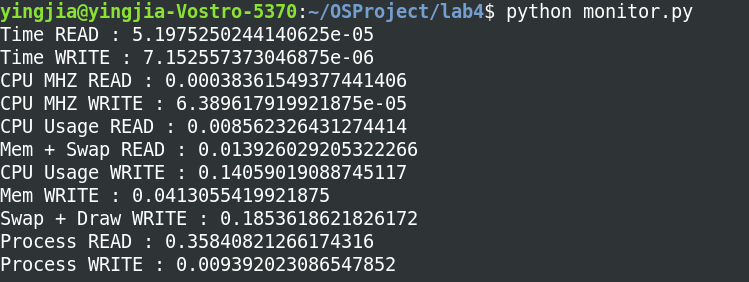 yingjia@yingjia-Vostro-5370:~/OSProject/lab4$ python monitor.py
Time READ : 5.1975250244140625e-05
Time WRITE : 7.152557373046875e-06
CPU MHZ READ : 0.00038361549377441406
CPU MHZ WRITE : 6.389617919921875e-05
CPU Usage READ : 0.008562326431274414
Mem + Swap READ : 0.013926029205322266
CPU Usage WRITE : 0.14059019088745117
Mem WRITE : 0.0413055419921875
Swap + Draw WRITE : 0.1853618621826172
Process READ : 0.35840821266174316
Process WRITE : 0.009392023086547852